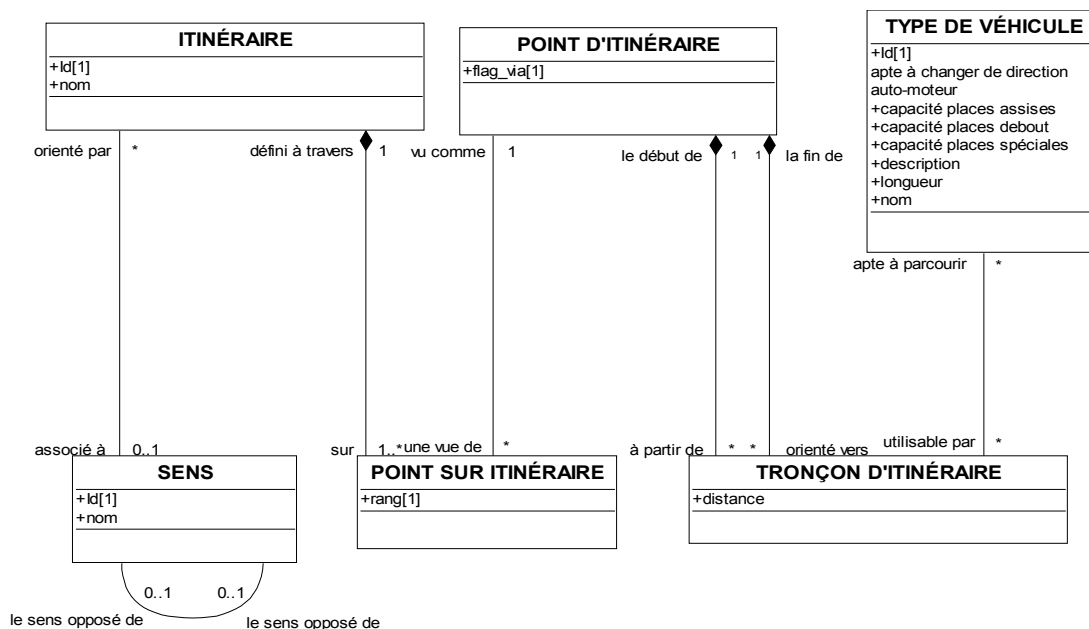 ITINÉRAIRE
+Id[1]
+nom
POINT D'ITINÉRAIRE
+flag_via[1]
TYPE DE VÉHICULE
+Id[1]
apte à changer de direction
auto-moteur
+capacité places assises
+capacité places debout
+capacité places spéciales
+description
+longueur
+nom
orienté par * défini à travers 1 vu comme 1 le début de 1 1 la fin de
apte à parcourir *
associé à 0..1 sur 1..* une vue de * à partir de * * orienté vers utilisable par *
SENS
+Id[1]
+nom
POINT SUR ITINÉRAIRE
+rang[1]
TRONÇON D'ITINÉRAIRE
+distance
0..1 0..1
le sens opposé de le sens opposé de